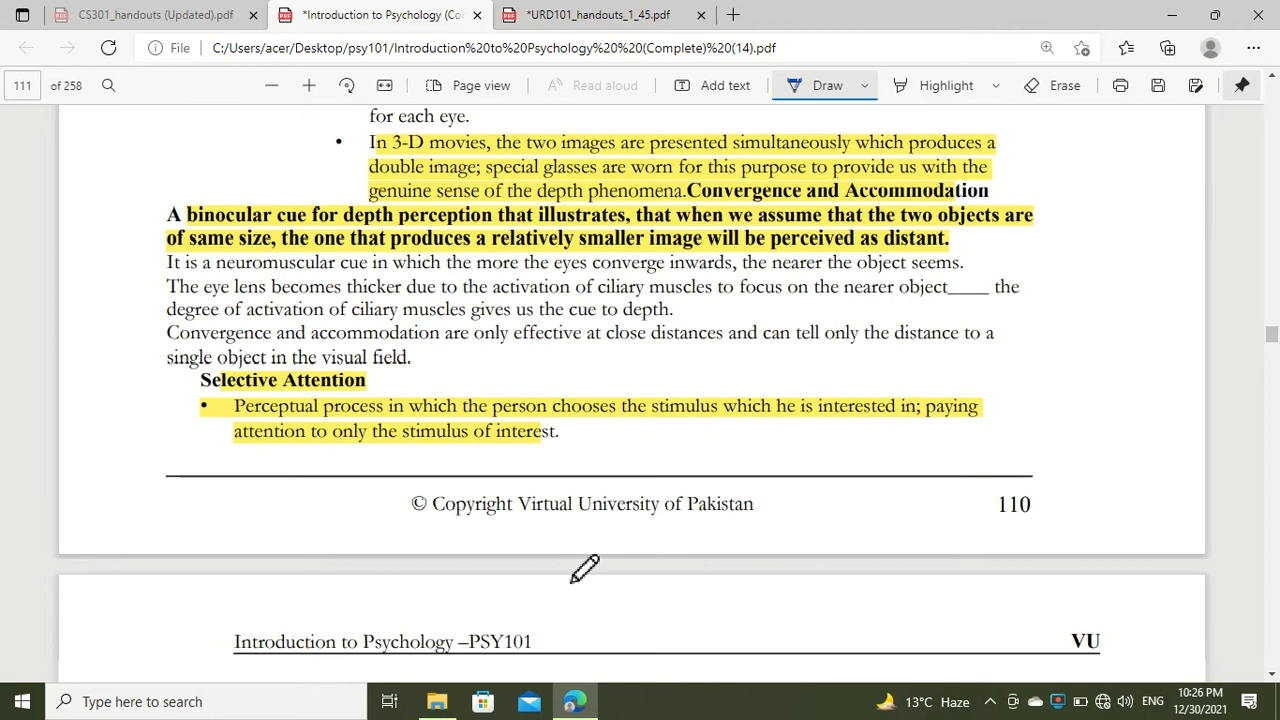 CS301_handouts (Updated).pdf
*Introduction to Psychology (Co
*URD101_handouts_1_45.pdf
File
C:/Users/acer/Desktop/psy101/Introduction%20to%20Psychology%20%20(Complete)%20(14).pdf
111 of 258
Page view
Read aloud
Add text
Draw
Highlight
Erase
for each eye.
• In 3-D movies, the two images are presented simultaneously which produces a
double image; special glasses are worn for this purpose to provide us with the
genuine sense of the depth phenomena.Convergence and Accommodation
A binocular cue for depth perception that illustrates, that when we assume that the two objects are
of same size, the one that produces a relatively smaller image will be perceived as distant.
It is a neuromuscular cue in which the more the eyes converge inwards, the nearer the object seems.
The eye lens becomes thicker due to the activation of ciliary muscles to focus on the nearer object____ the
degree of activation of ciliary muscles gives us the cue to depth.
Convergence and accommodation are only effective at close distances and can tell only the distance to a
single object in the visual field.
Selective Attention
• Perceptual process in which the person chooses the stimulus which he is interested in; paying
attention to only the stimulus of interest.
© Copyright Virtual University of Pakistan
110
Introduction to Psychology –PSY101
VU
Type here to search
13°C Haze
ENG
10:26 PM
12/30/2021